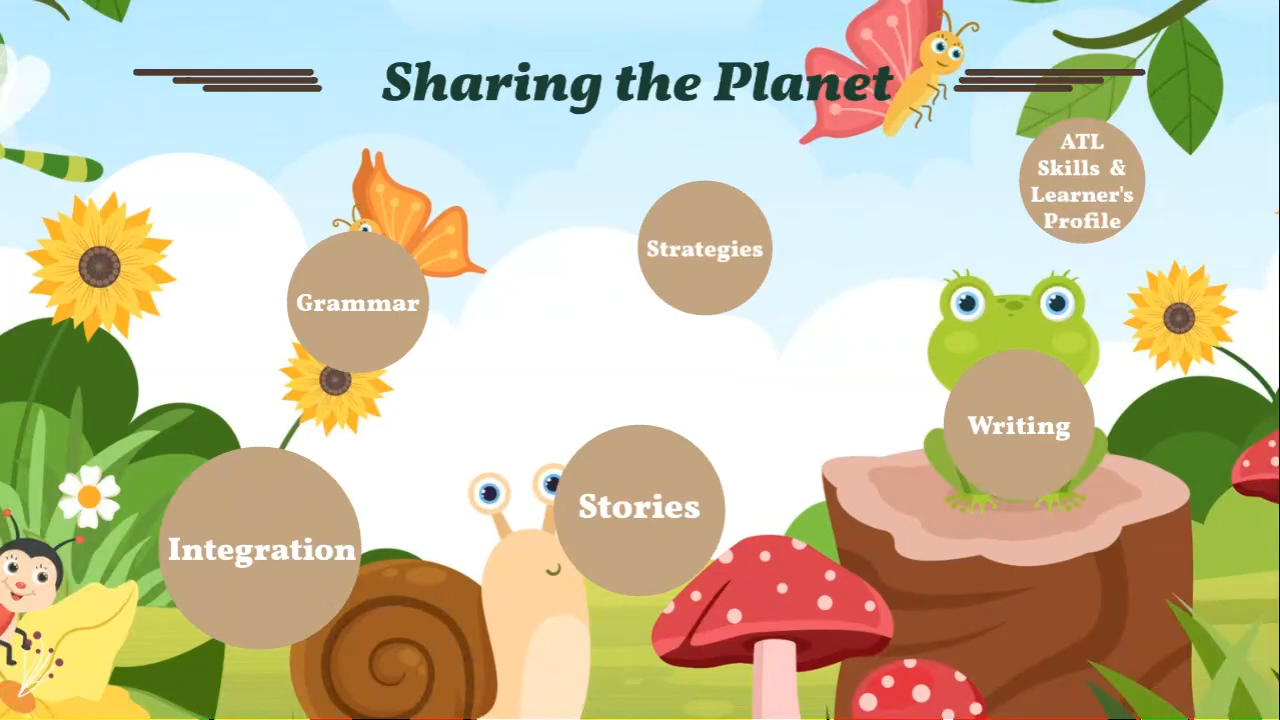 Sharing the Planet
ATL
Skills &
Learner's
Profile
Strategies
Grammar
Writing
Stories
Integration